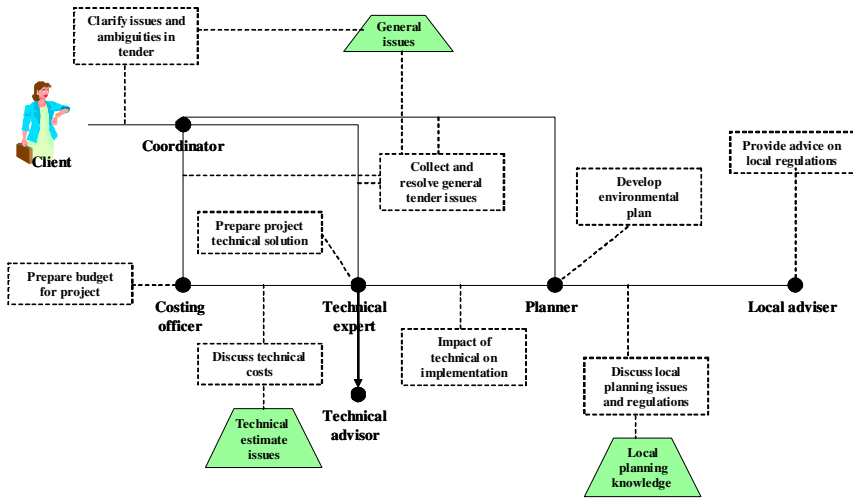 Clarify issues and
ambiguities in
tender
General
issues
Client
Coordinator
Collect and
resolve general
tender issues
Provide advice on
local regulations
Develop
environmental
plan
Prepare project
technical solution
Prepare budget
for project
Costing
officer
Technical
expert
Planner
Local adviser
Discuss technical
costs
Impact of
technical on
implementation
Discuss local
planning issues
and regulations
Technical
advisor
Technical
estimate
issues
Local
planning
knowledge